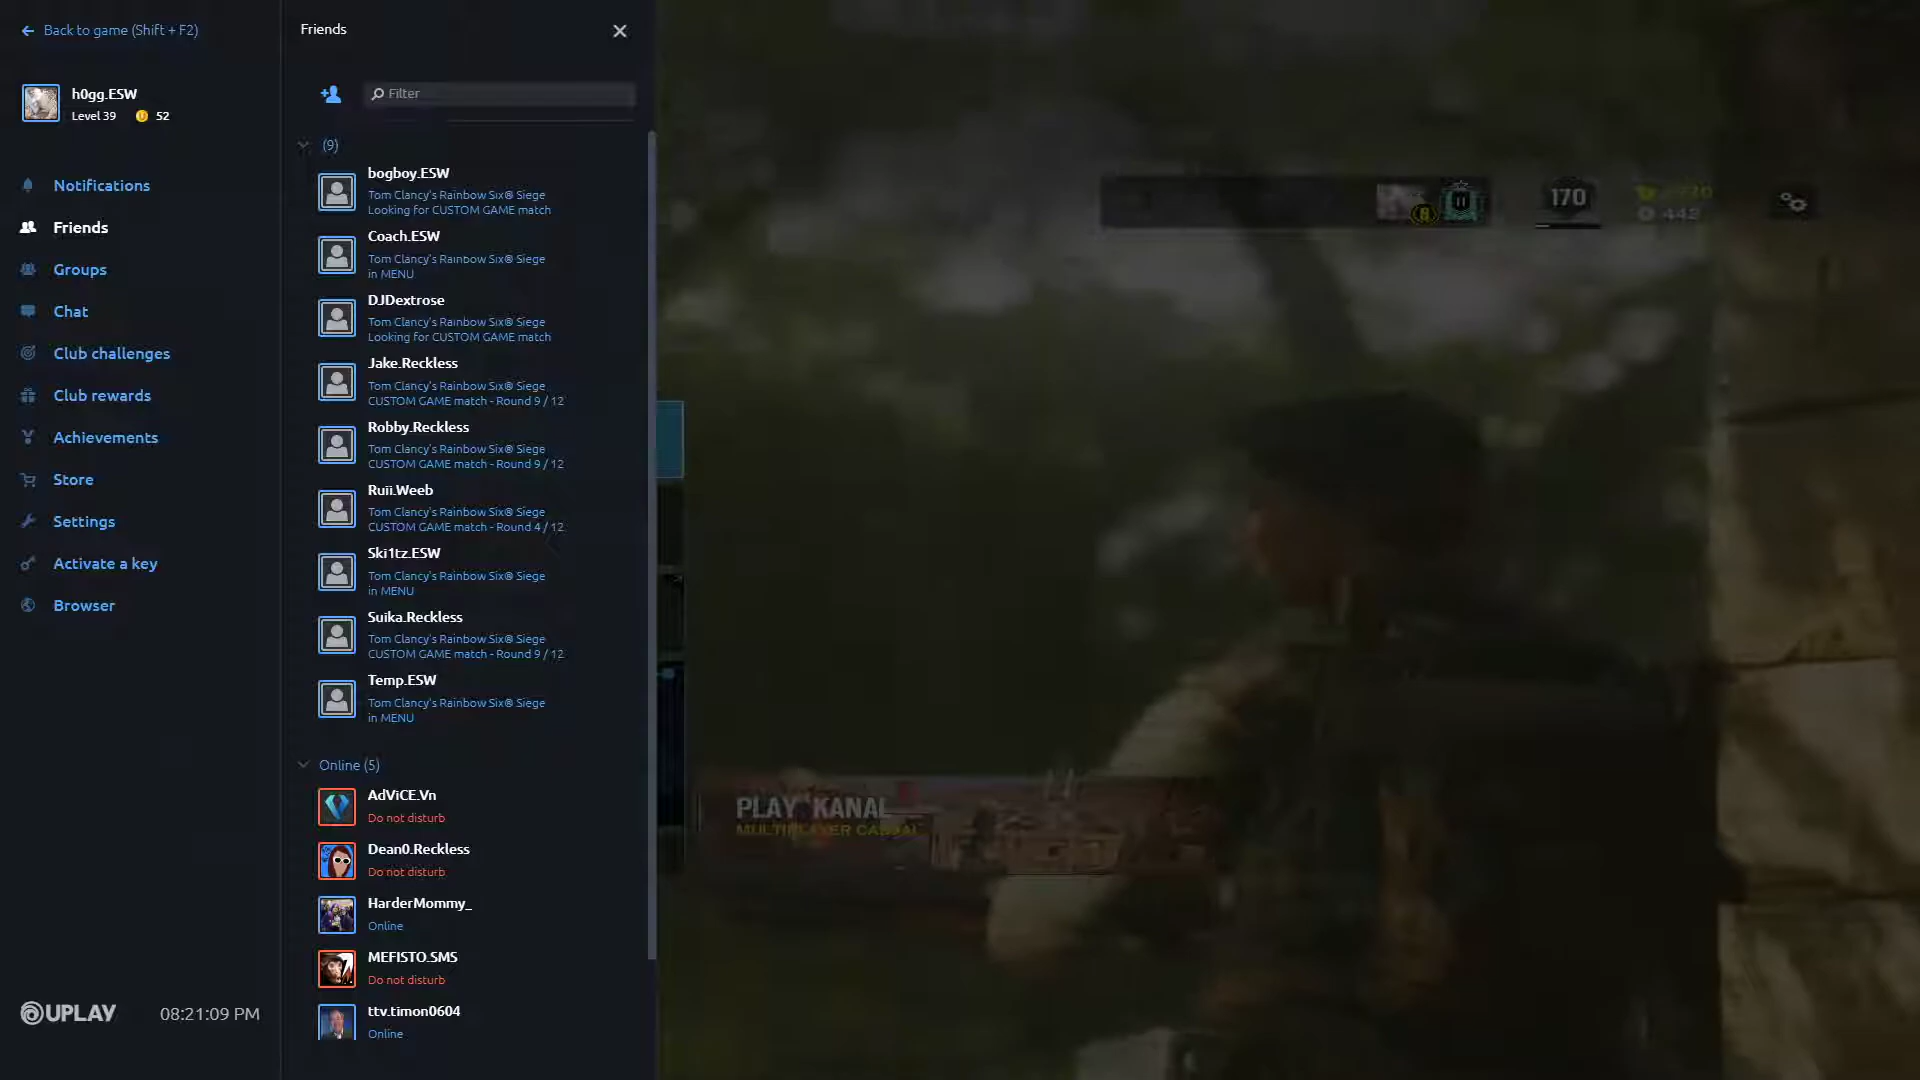 Back to game (Shift + F2)
h0gg.ESW
Level 39
52
Notifications
Friends
Groups
Chat
Club challenges
Club rewards
Achievements
Store
Settings
Activate a key
Browser
UPLAY
08:21:09 PM
Friends
Filter
(9)
bogboy.ESW
Tom Clancy's Rainbow Six® Siege
Looking for CUSTOM GAME match
Coach.ESW
Tom Clancy's Rainbow Six® Siege
in MENU
DJDextrose
Tom Clancy's Rainbow Six® Siege
Looking for CUSTOM GAME match
Jake.Reckless
Tom Clancy's Rainbow Six® Siege
CUSTOM GAME match - Round 9 / 12
Robby.Reckless
Tom Clancy's Rainbow Six® Siege
CUSTOM GAME match - Round 9 / 12
Ruii.Weeb
Tom Clancy's Rainbow Six® Siege
CUSTOM GAME match - Round 4 / 12
Ski1tz.ESW
Tom Clancy's Rainbow Six® Siege
in MENU
Suika.Reckless
Tom Clancy's Rainbow Six® Siege
CUSTOM GAME match - Round 9 / 12
Temp.ESW
Tom Clancy's Rainbow Six® Siege
in MENU
Online (5)
AdViCE.Vn
Do not disturb
Dean0.Reckless
Do not disturb
HarderMommy_
Online
MEFISTO.SMS
Do not disturb
ttv.timon0604
Online
170
442
PLAY KANAL
MULTIPLAYER CASUAL